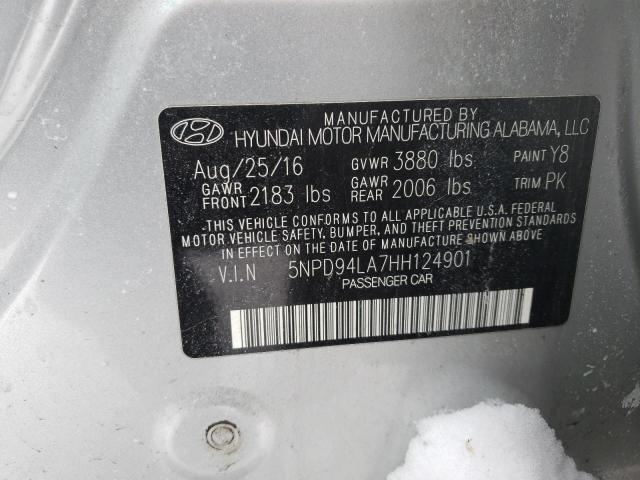 MANUFACTURED BY
HYUNDAI MOTOR MANUFACTURING ALABAMA, LLC
Aug/25/16 GVWR 3880 lbs PAINT Y8
GAWR FRONT 2183 lbs GAWR REAR 2006 lbs TRIM PK
THIS VEHICLE CONFORMS TO ALL APPLICABLE U.S.A. FEDERAL
MOTOR VEHICLE SAFETY, BUMPER, AND THEFT PREVENTION STANDARDS
IN EFFECT ON THE DATE OF MANUFACTURE SHOWN ABOVE.
V.I.N 5NPD94LA7HH124901
PASSENGER CAR